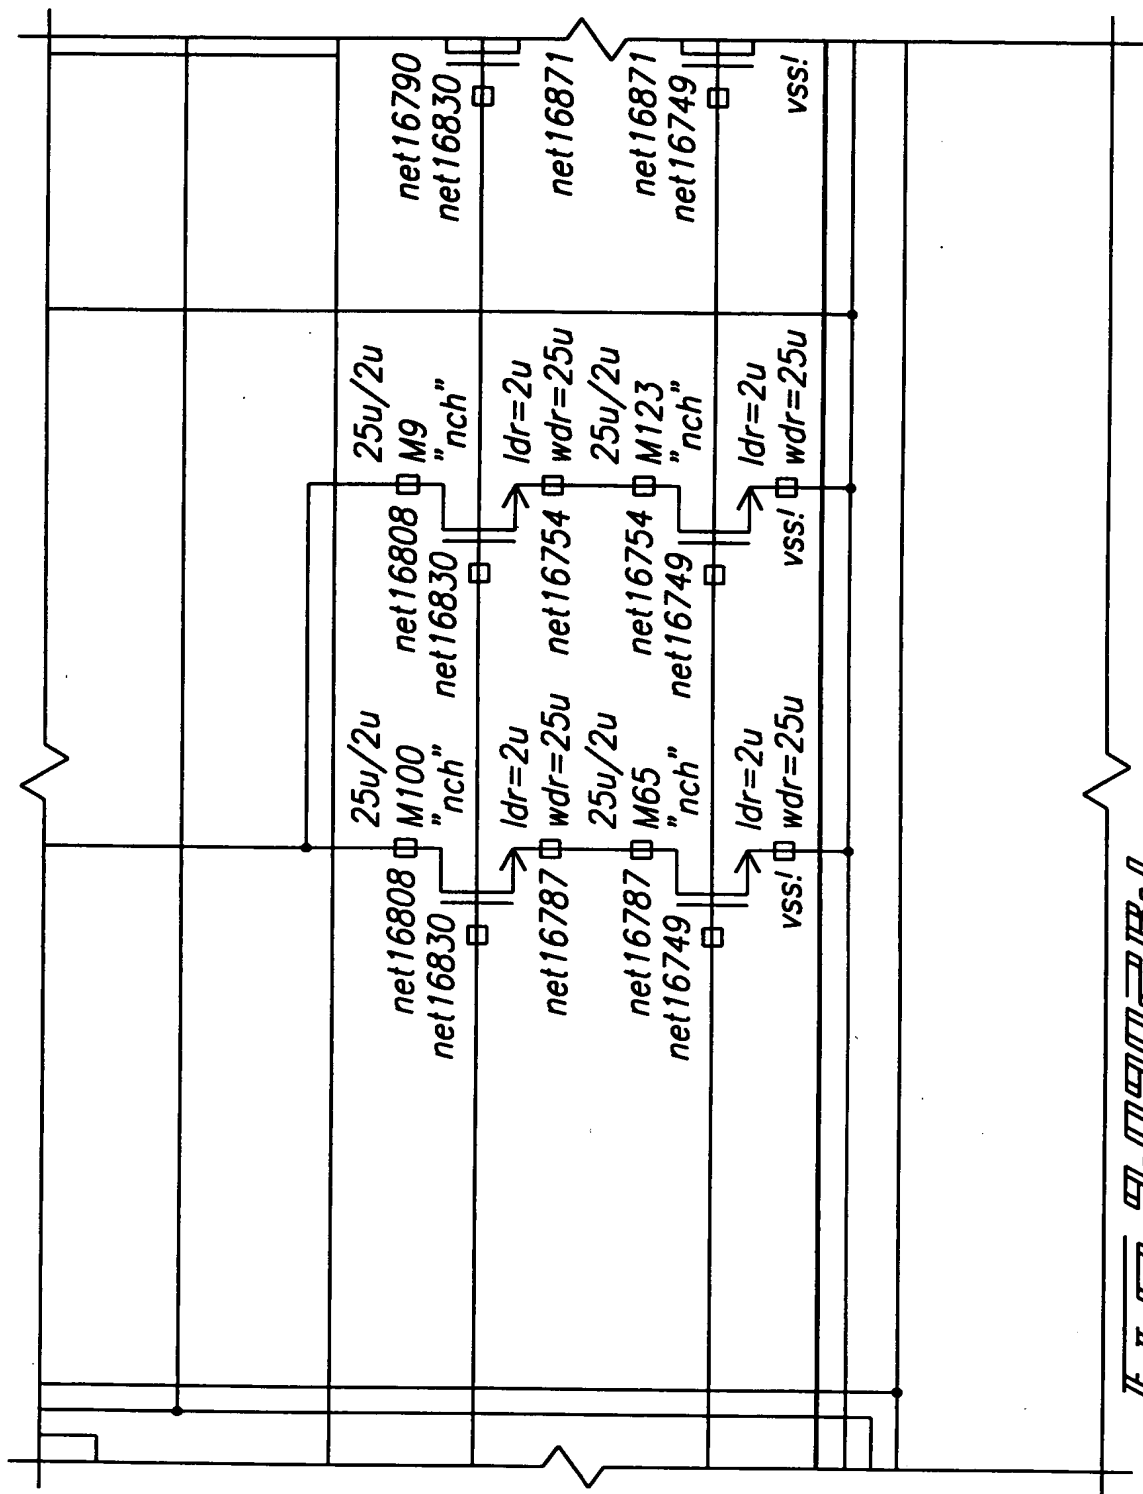 25u/2u
25u/2u
net16808 M100
net16808 M9
net16790
net16830 "nch"
net16830 "nch"
net16830
ldr=2u
ldr=2u
net16787 wdr=25u
net16754 wdr=25u
net16871
25u/2u
25u/2u
net16787 M65
net16754 M123
net16871
net16749 "nch"
net16749 "nch"
net16749
ldr=2u
ldr=2u
vss! wdr=25u
vss! wdr=25u
vss!